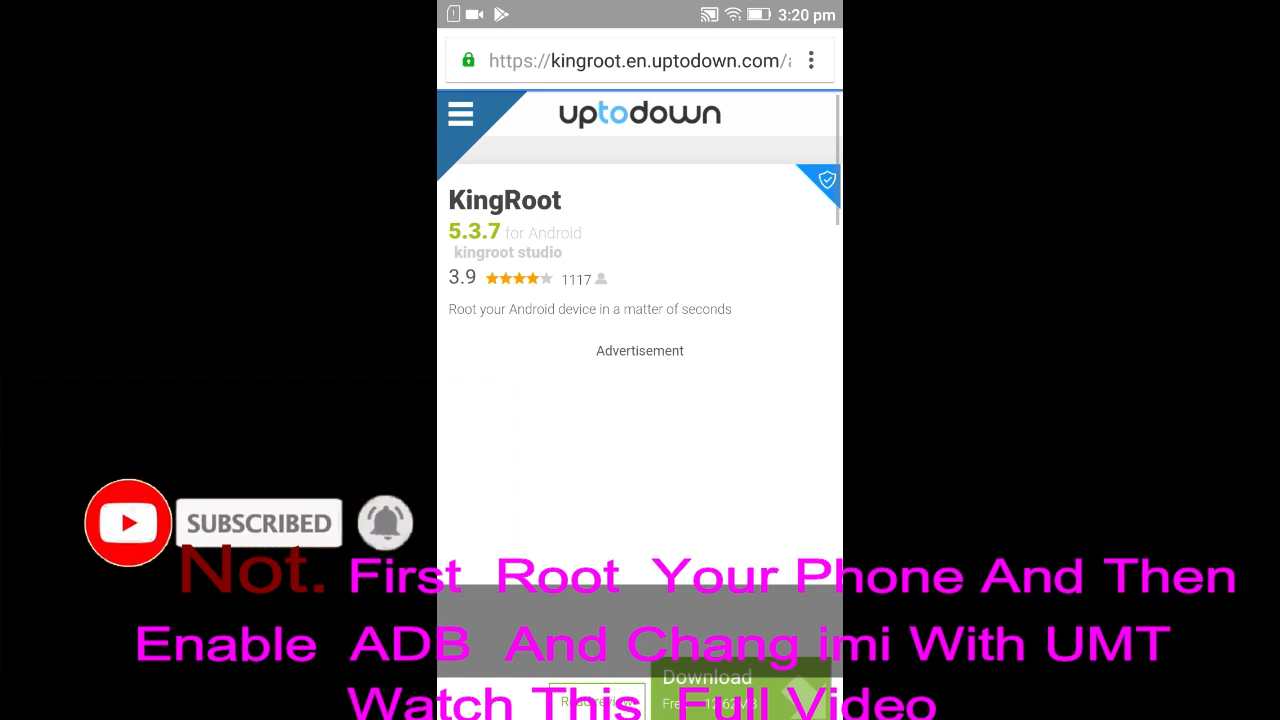 3:20 pm
https://kingroot.en.uptodown.com/a
uptodown
KingRoot
5.3.7 for Android
kingroot studio
3.9 1117
Root your Android device in a matter of seconds
Advertisement
SUBSCRIBED
Not. First Root Your Phone And Then
Enable ADB And Chang imi With UMT
Download
Watch This Full Video